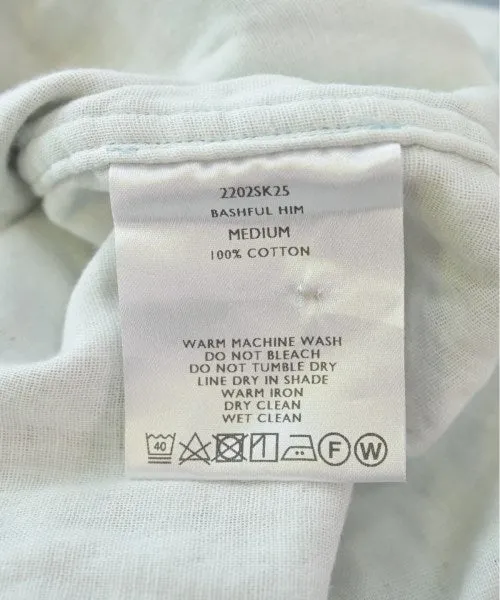 2202SK25
BASHFUL HIM
MEDIUM
100% COTTON
WARM MACHINE WASH
DO NOT BLEACH
DO NOT TUMBLE DRY
LINE DRY IN SHADE
WARM IRON
DRY CLEAN
WET CLEAN
40 F W